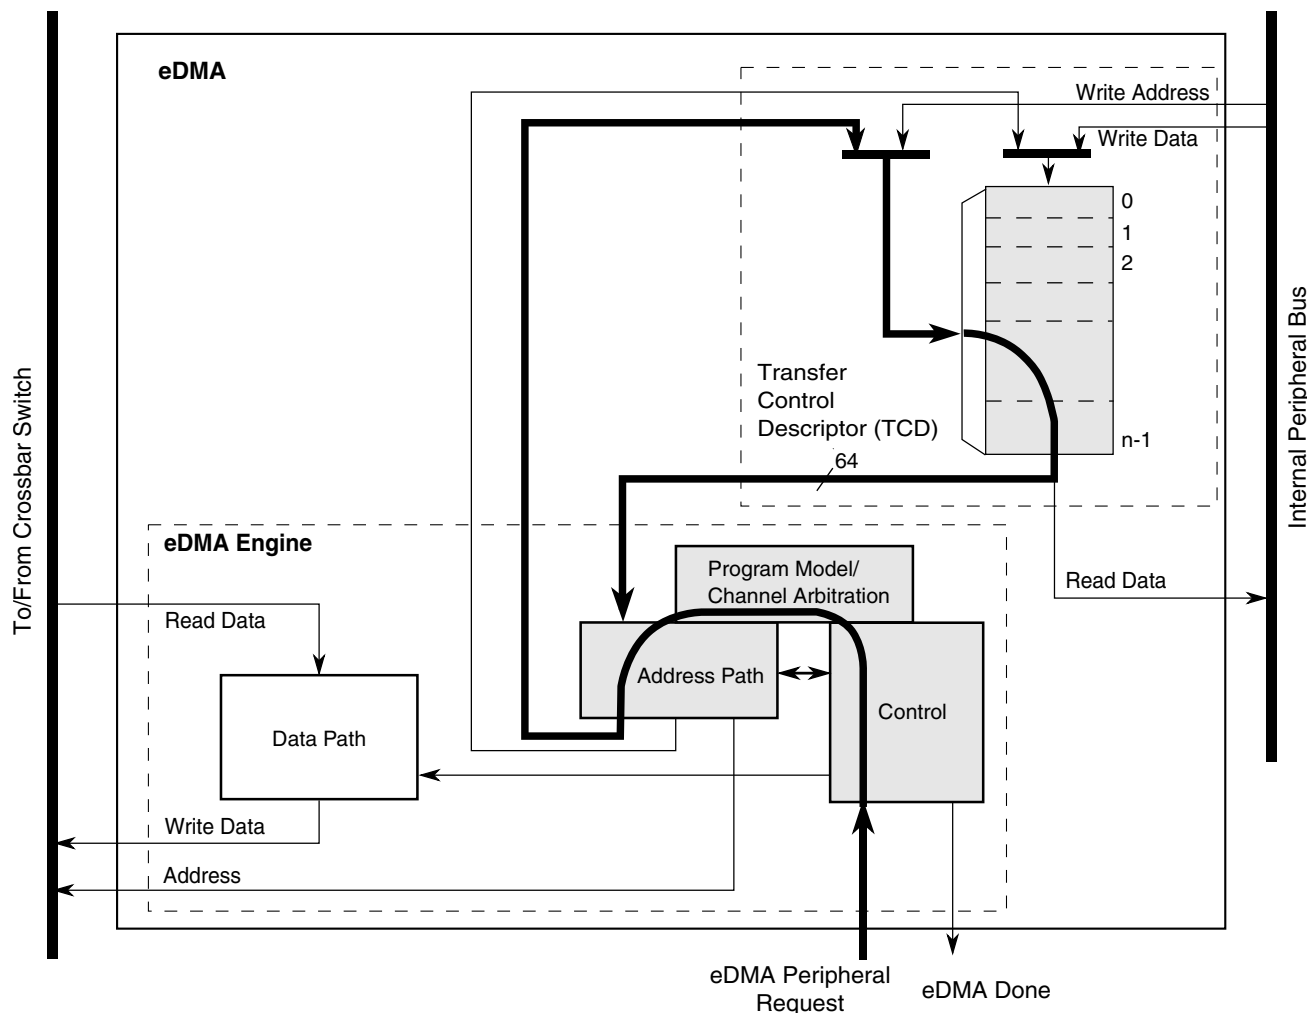 eDMA
Write Address
Write Data
0
1
2
Transfer
Control
Descriptor (TCD)
64
n-1
To/From Crossbar Switch
Internal Peripheral Bus
eDMA Engine
Program Model/
Channel Arbitration
Read Data
Read Data
Address Path
Control
Data Path
Write Data
Address
eDMA Peripheral
Request
eDMA Done